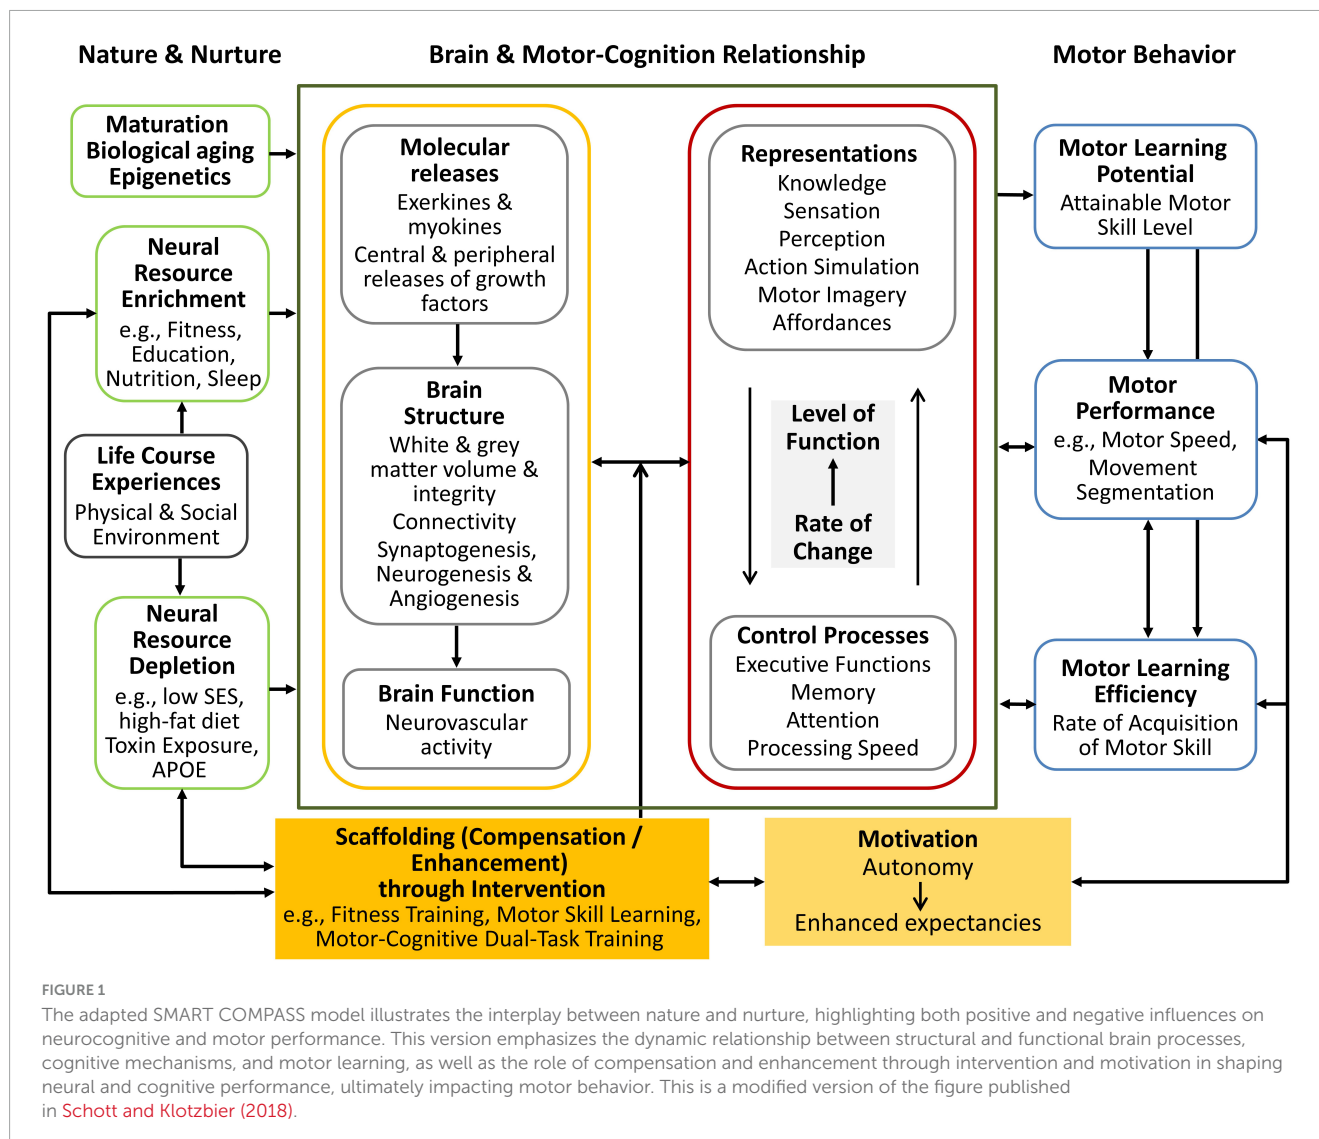 Nature & Nurture
Brain & Motor-Cognition Relationship
Motor Behavior
Maturation
Biological aging
Epigenetics
Neural
Resource
Enrichment
e.g., Fitness,
Education,
Nutrition, Sleep
Life Course
Experiences
Physical & Social
Environment
Neural
Resource
Depletion
e.g., low SES,
high-fat diet
Toxin Exposure,
APOE
Molecular
releases
Exerkines &
myokines
Central & peripheral
releases of growth
factors
Brain
Structure
White & grey
matter volume &
integrity
Connectivity
Synaptogenesis,
Neurogenesis &
Angiogenesis
Brain Function
Neurovascular
activity
Representations
Knowledge
Sensation
Perception
Action Simulation
Motor Imagery
Affordances
Level of
Function
Rate of
Change
Control Processes
Executive Functions
Memory
Attention
Processing Speed
Motor Learning
Potential
Attainable Motor
Skill Level
Motor
Performance
e.g., Motor Speed,
Movement
Segmentation
Motor Learning
Efficiency
Rate of Acquisition
of Motor Skill
Scaffolding (Compensation /
Enhancement)
through Intervention
e.g., Fitness Training, Motor Skill Learning,
Motor-Cognitive Dual-Task Training
Motivation
Autonomy
Enhanced expectancies
FIGURE 1
The adapted SMART COMPASS model illustrates the interplay between nature and nurture, highlighting both positive and negative influences on
neurocognitive and motor performance. This version emphasizes the dynamic relationship between structural and functional brain processes,
cognitive mechanisms, and motor learning, as well as the role of compensation and enhancement through intervention and motivation in shaping
neural and cognitive performance, ultimately impacting motor behavior. This is a modified version of the figure published
in Schott and Klotzbier (2018).